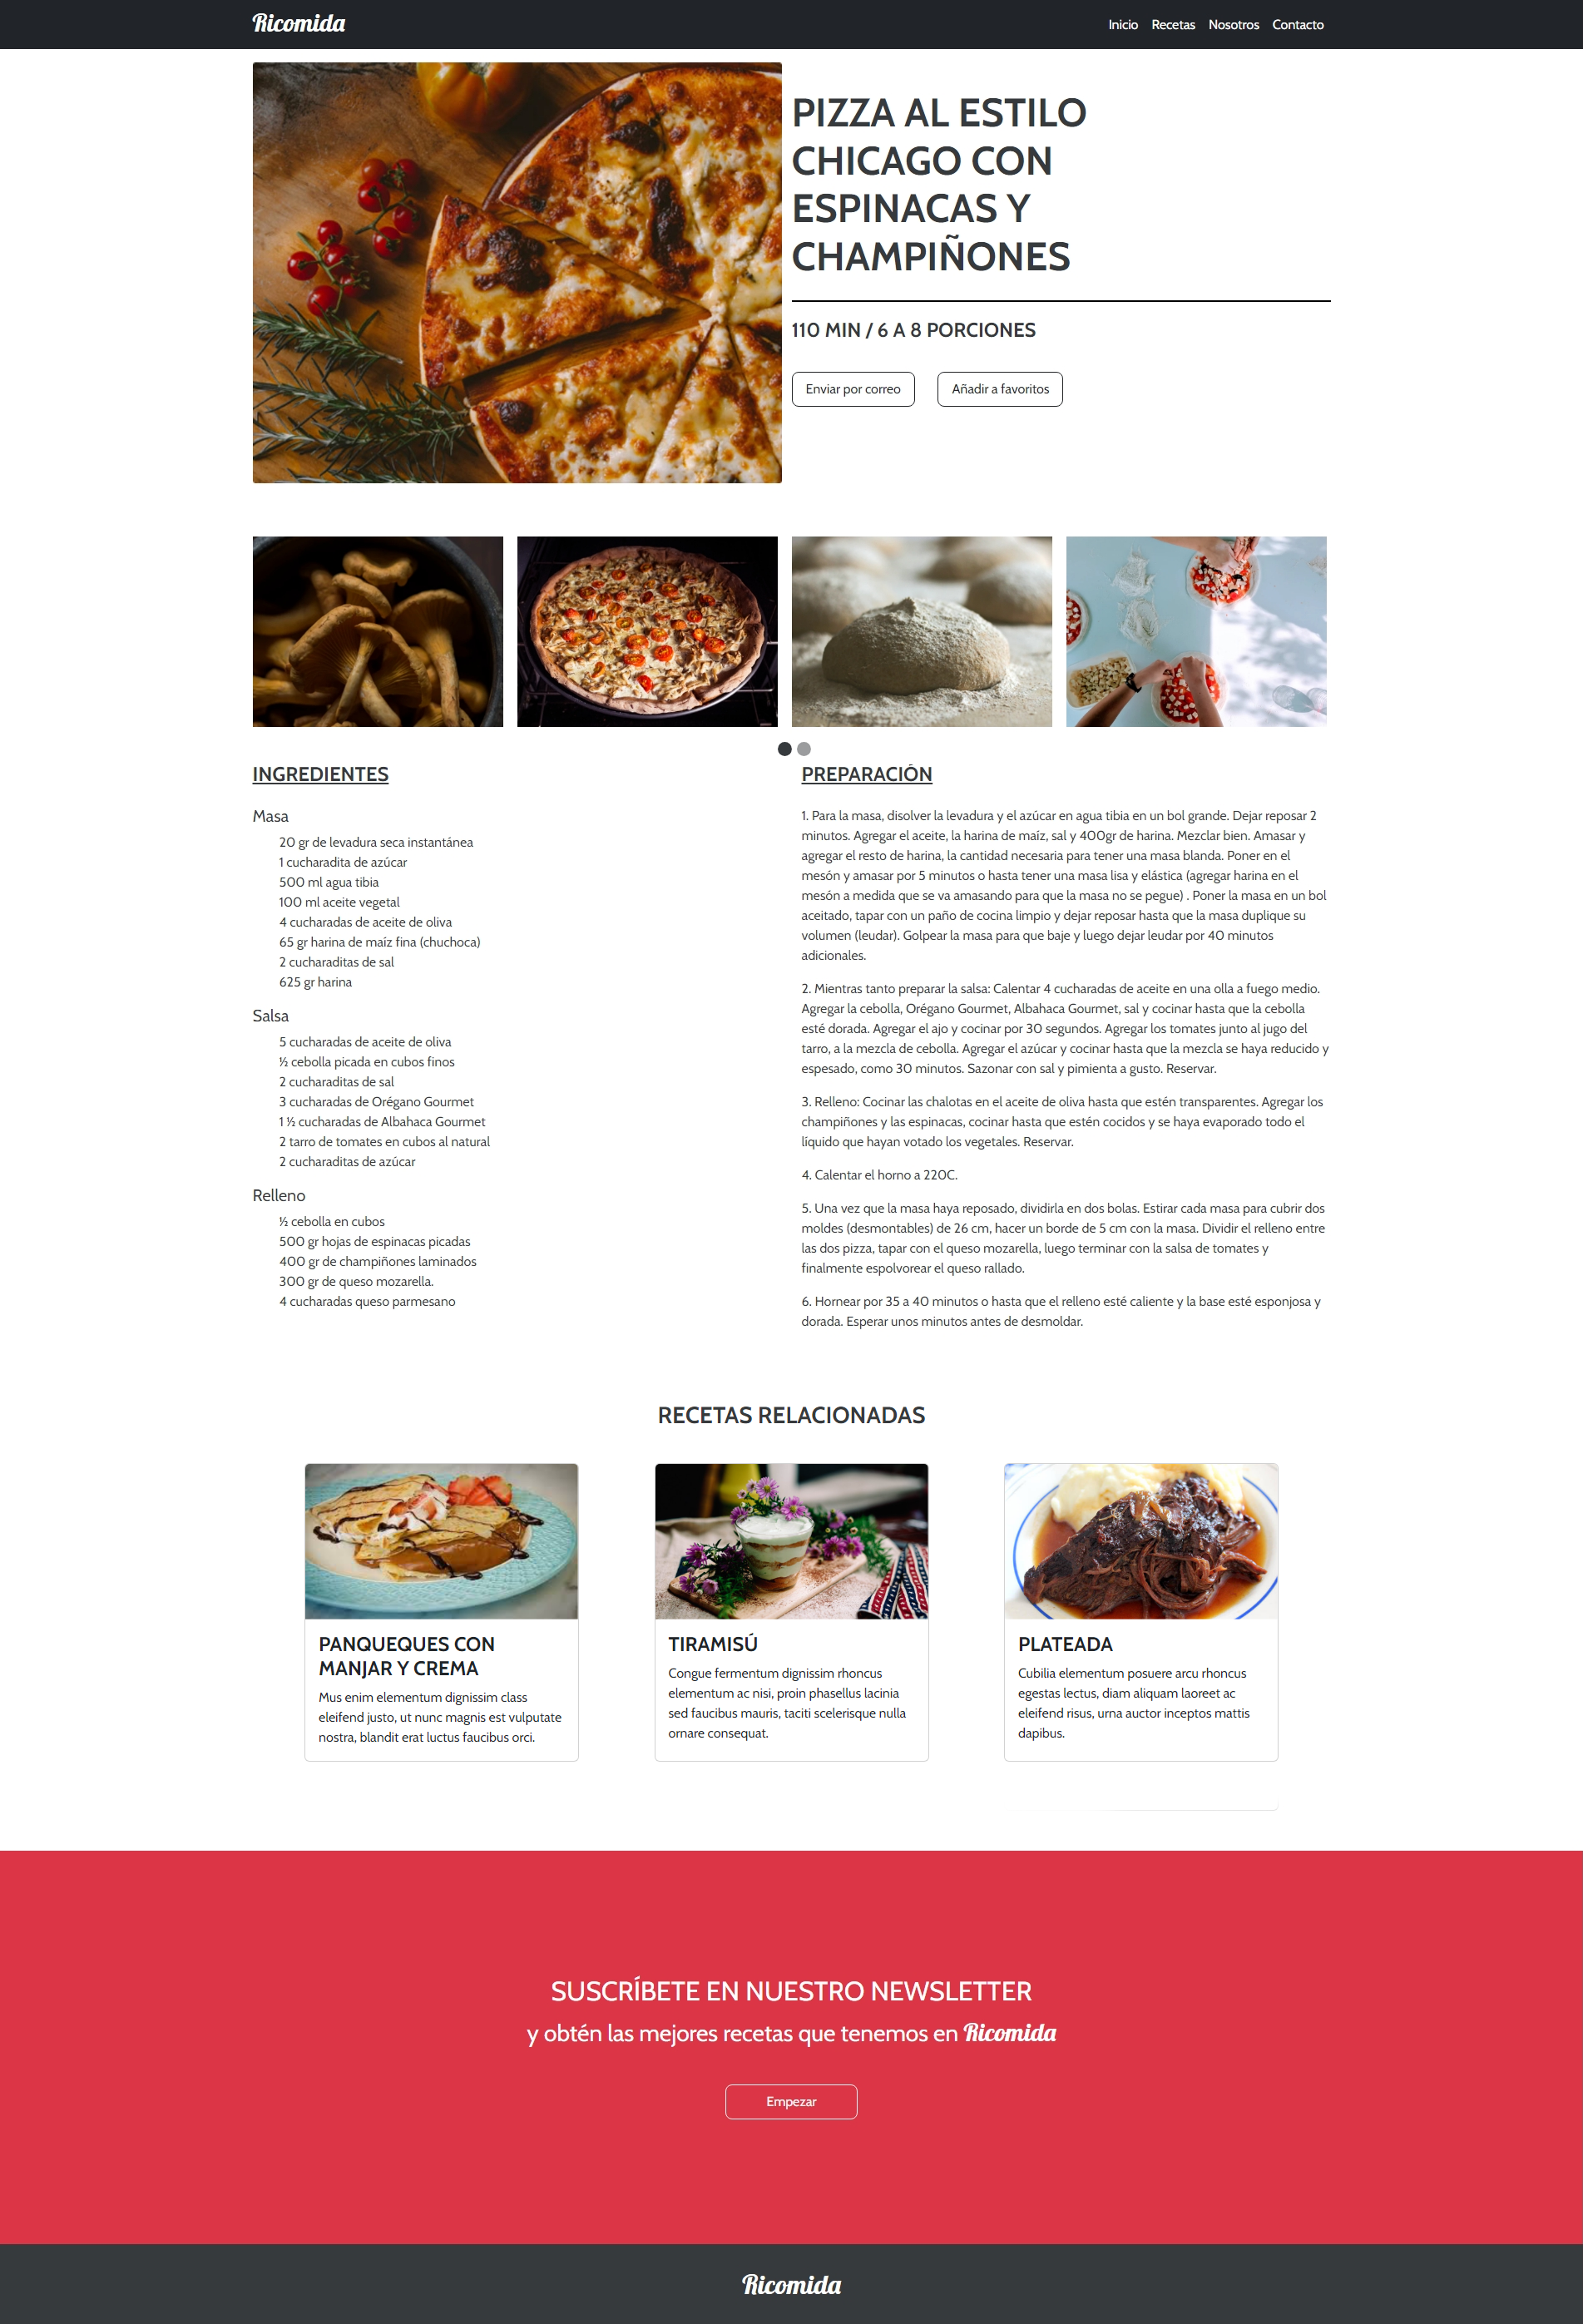 Ricomida
Inicio Recetas Nosotros Contacto
PIZZA AL ESTILO
CHICAGO CON
ESPINACAS Y
CHAMPIÑONES
110 MIN / 6 A 8 PORCIONES
Enviar por correo Añadir a favoritos
INGREDIENTES
Masa
20 gr de levadura seca instantánea
1 cucharadita de azúcar
500 ml agua tibia
100 ml aceite vegetal
4 cucharadas de aceite de oliva
65 gr harina de maíz fina (chuchoca)
2 cucharaditas de sal
625 gr harina
Salsa
5 cucharadas de aceite de oliva
½ cebolla picada en cubos finos
2 cucharaditas de sal
3 cucharadas de Orégano Gourmet
1 ½ cucharadas de Albahaca Gourmet
2 tarro de tomates en cubos al natural
2 cucharaditas de azúcar
Relleno
½ cebolla en cubos
500 gr hojas de espinacas picadas
400 gr de champiñones laminados
300 gr de queso mozarella.
4 cucharadas queso parmesano
PREPARACIÓN
1. Para la masa, disolver la levadura y el azúcar en agua tibia en un bol grande. Dejar reposar 2
minutos. Agregar el aceite, la harina de maíz, sal y 400gr de harina. Mezclar bien. Amasar y
agregar el resto de harina, la cantidad necesaria para tener una masa blanda. Poner en el
mesón y amasar por 5 minutos o hasta tener una masa lisa y elástica (agregar harina en el
mesón a medida que se va amasando para que la masa no se pegue) . Poner la masa en un bol
aceitado, tapar con un paño de cocina limpio y dejar reposar hasta que la masa duplique su
volumen (leudar). Golpear la masa para que baje y luego dejar leudar por 40 minutos
adicionales.
2. Mientras tanto preparar la salsa: Calentar 4 cucharadas de aceite en una olla a fuego medio.
Agregar la cebolla, Orégano Gourmet, Albahaca Gourmet, sal y cocinar hasta que la cebolla
esté dorada. Agregar el ajo y cocinar por 30 segundos. Agregar los tomates junto al jugo del
tarro, a la mezcla de cebolla. Agregar el azúcar y cocinar hasta que la mezcla se haya reducido y
espesado, como 30 minutos. Sazonar con sal y pimienta a gusto. Reservar.
3. Relleno: Cocinar las chalotas en el aceite de oliva hasta que estén transparentes. Agregar los
champiñones y las espinacas, cocinar hasta que estén cocidos y se haya evaporado todo el
líquido que hayan votado los vegetales. Reservar.
4. Calentar el horno a 220C.
5. Una vez que la masa haya reposado, dividirla en dos bolas. Estirar cada masa para cubrir dos
moldes (desmontables) de 26 cm, hacer un borde de 5 cm con la masa. Dividir el relleno entre
las dos pizza, tapar con el queso mozarella, luego terminar con la salsa de tomates y
finalmente espolvorear el queso rallado.
6. Hornear por 35 a 40 minutos o hasta que el relleno esté caliente y la base esté esponjosa y
dorada. Esperar unos minutos antes de desmoldar.
RECETAS RELACIONADAS
PANQUEQUES CON
MANJAR Y CREMA
Mus enim elementum dignissim class
eleifend justo, ut nunc magnis est vulputate
nostra, blandit erat luctus faucibus orci.
TIRAMISÚ
Congue fermentum dignissim rhoncus
elementum ac nisi, proin phasellus lacinia
sed faucibus mauris, taciti scelerisque nulla
ornare consequat.
PLATEADA
Cubilia elementum posuere arcu rhoncus
egestas lectus, diam aliquam laoreet ac
eleifend risus, urna auctor inceptos mattis
dapibus.
SUSCRÍBETE EN NUESTRO NEWSLETTER
y obtén las mejores recetas que tenemos en Ricomida
Empezar
Ricomida